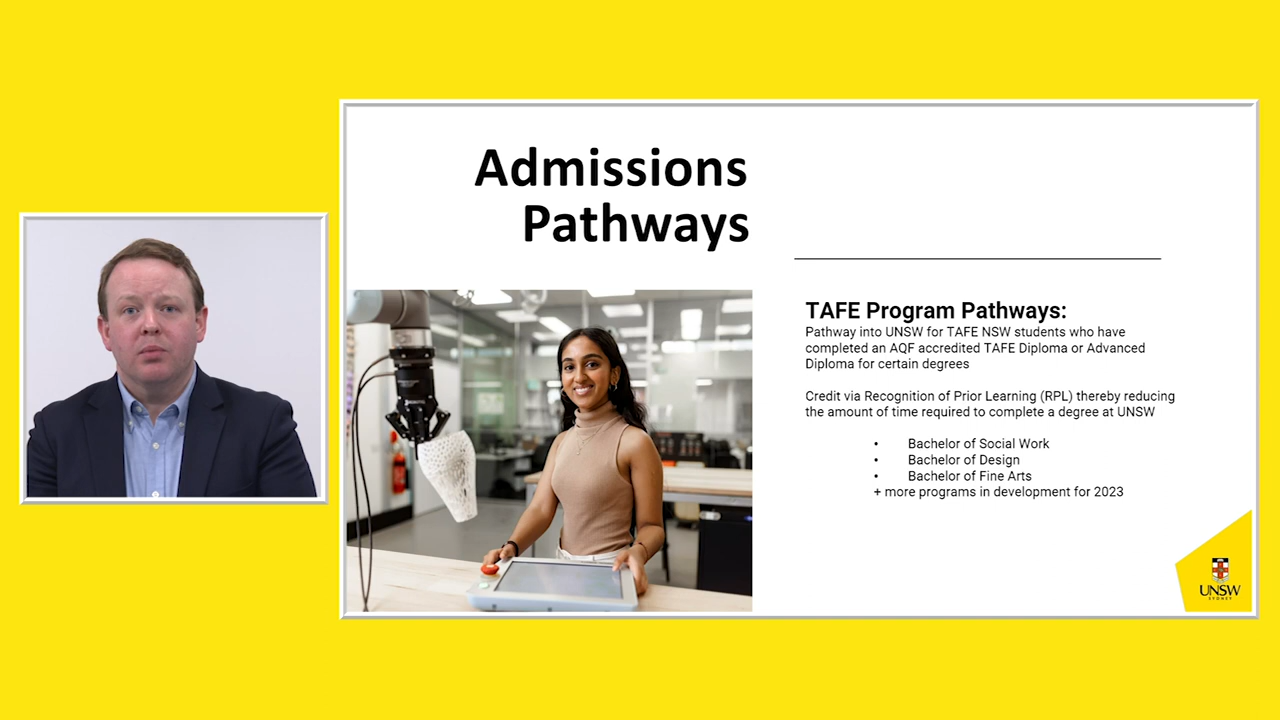 Admissions
Pathways
TAFE Program Pathways:
Pathway into UNSW for TAFE NSW students who have
completed an AQF accredited TAFE Diploma or Advanced
Diploma for certain degrees
Credit via Recognition of Prior Learning (RPL) thereby reducing
the amount of time required to complete a degree at UNSW
• Bachelor of Social Work
• Bachelor of Design
• Bachelor of Fine Arts
+ more programs in development for 2023
UNSW
SYDNEY